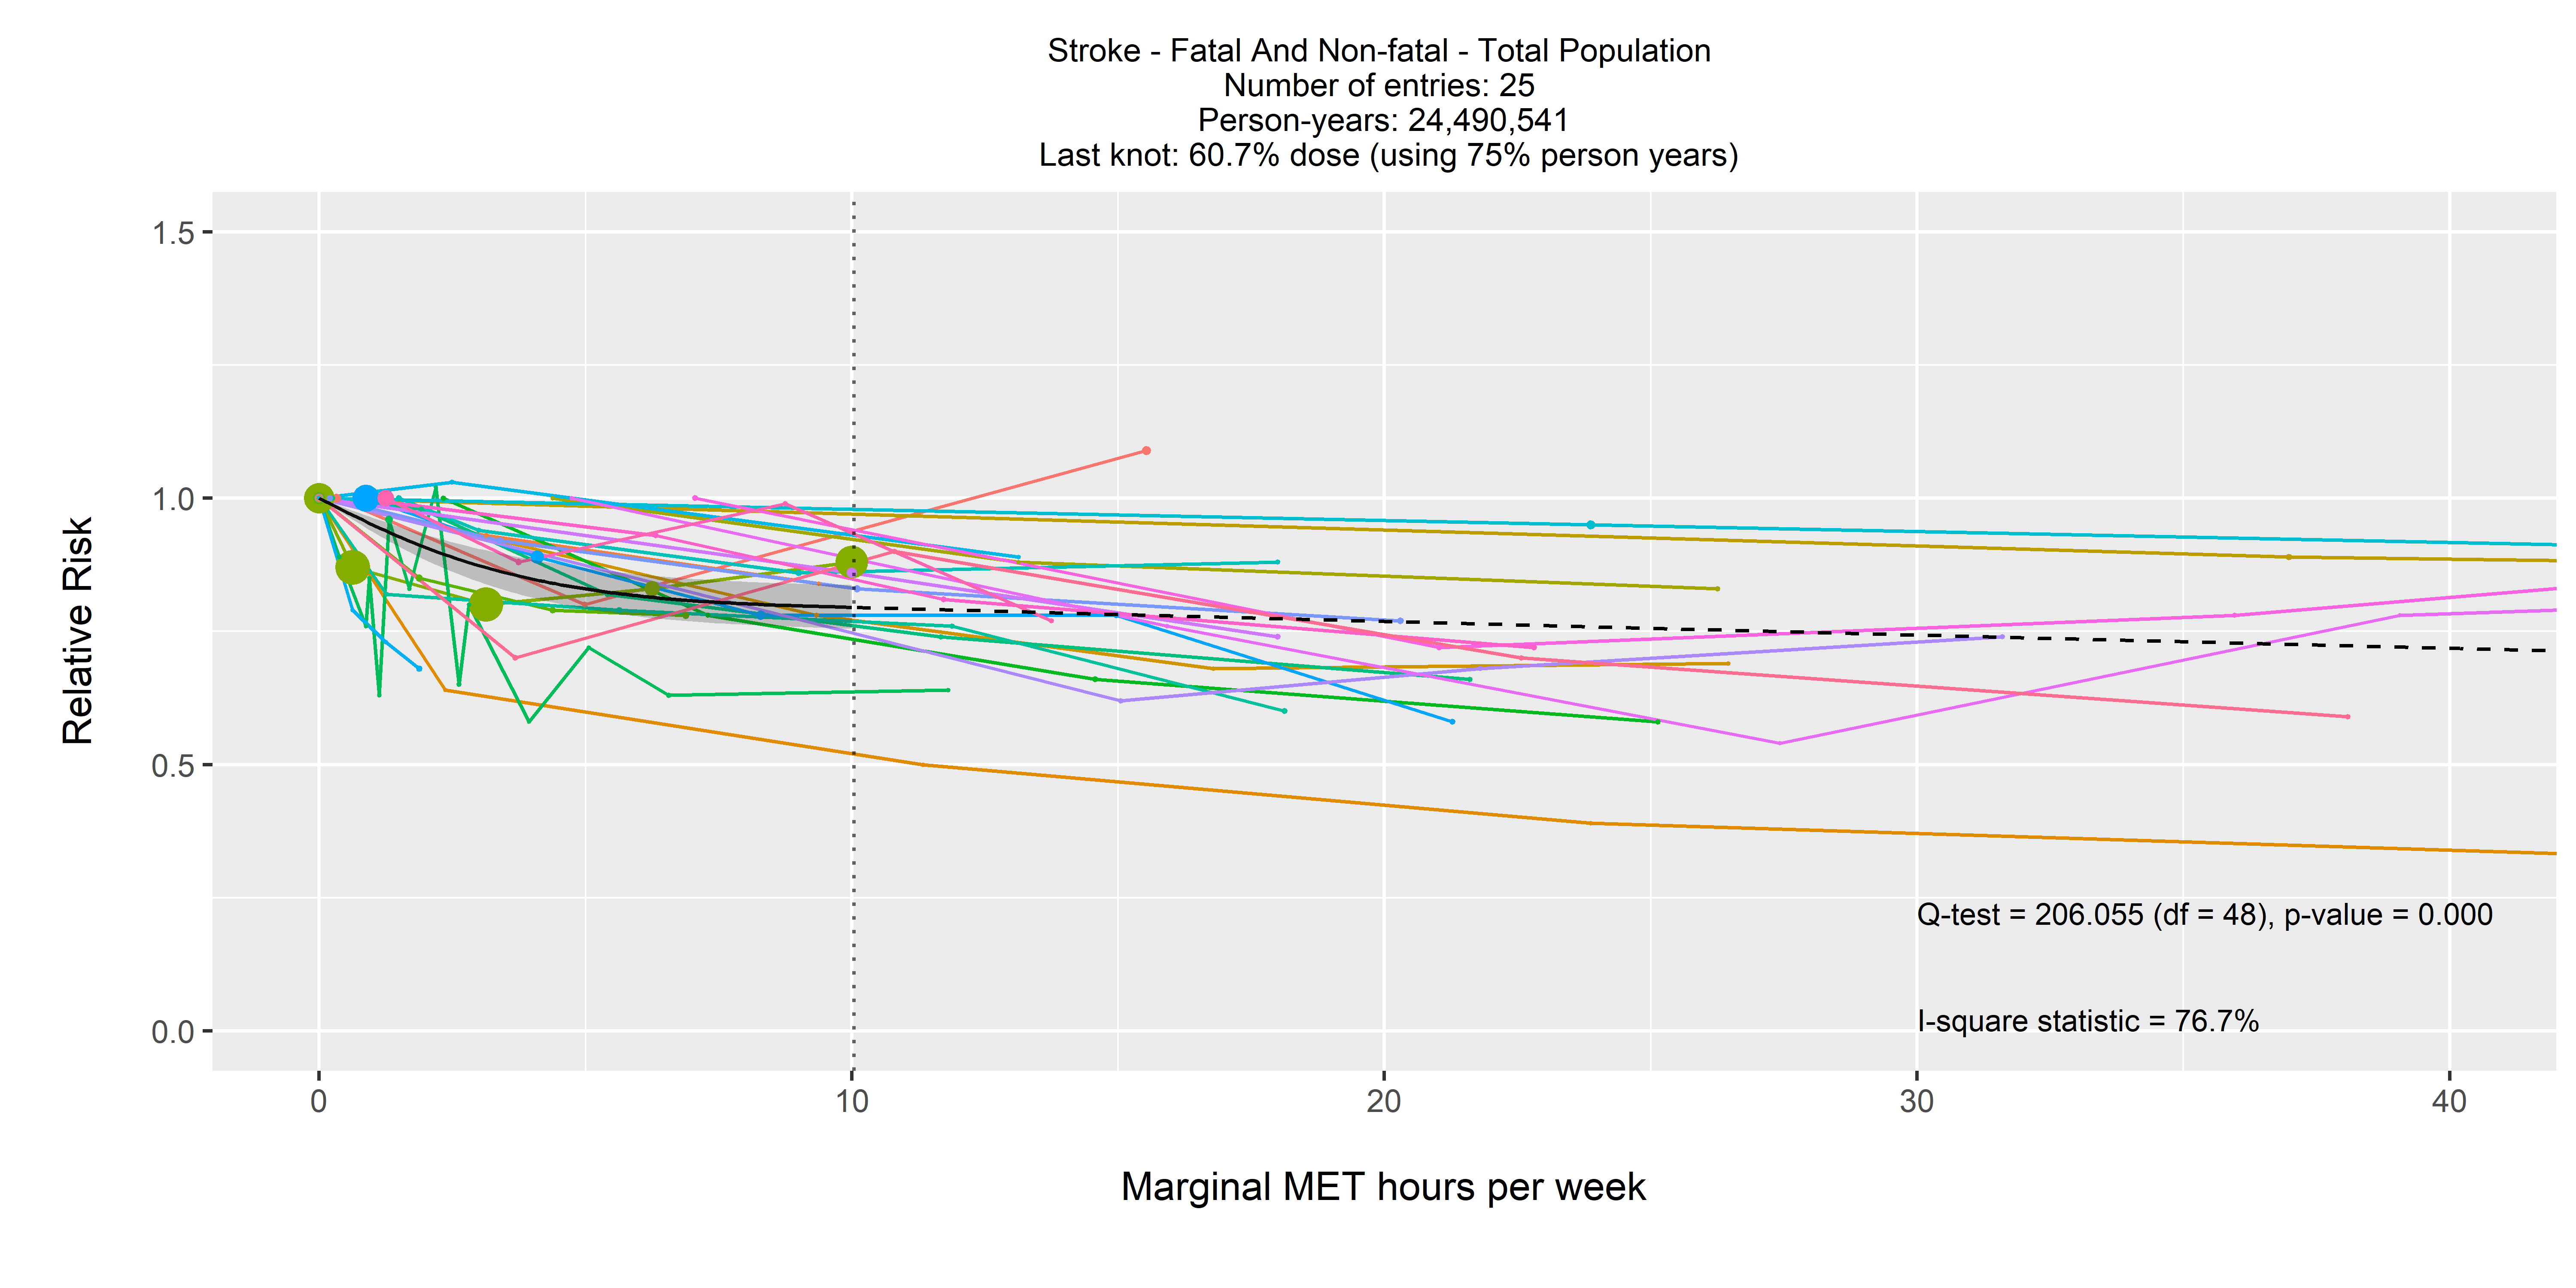 Stroke - Fatal And Non-fatal - Total Population
Number of entries: 25
Person-years: 24,490,541
Last knot: 60.7% dose (using 75% person years)
1.5
1.0
0.5
0.0
Relative Risk
Q-test = 206.055 (df = 48), p-value = 0.000
I-square statistic = 76.7%
0 10 20 30 40
Marginal MET hours per week